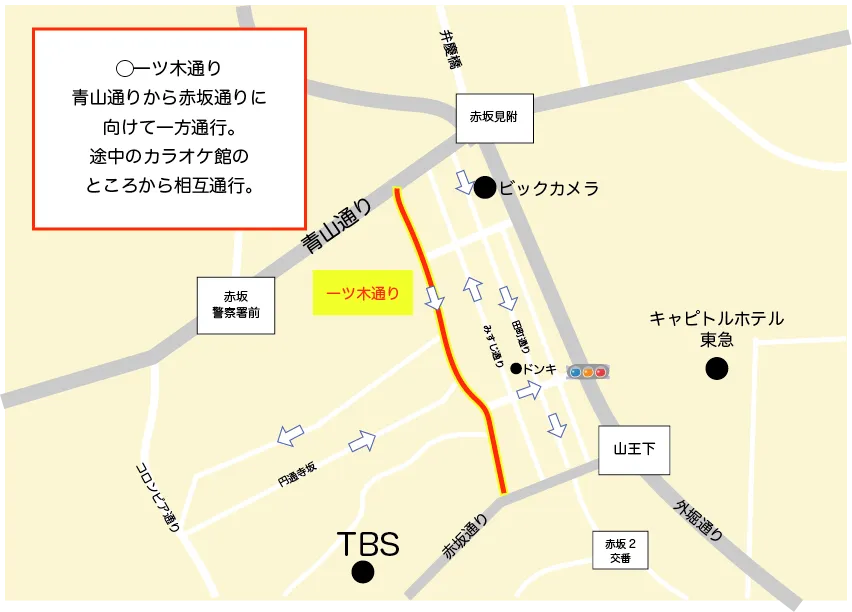 ◯一ツ木通り
青山通りから赤坂通りに
向けて一方通行。
途中のカラオケ館の
ところから相互通行。
弁慶橋
赤坂見附
ビックカメラ
青山通り
赤坂
警察署前
一ツ木通り
みすじ通り
田町通り
ドンキ
キャピトルホテル
東急
山王下
コロンビア通り
円通寺坂
TBS
赤坂通り
外堀通り
赤坂2
交番